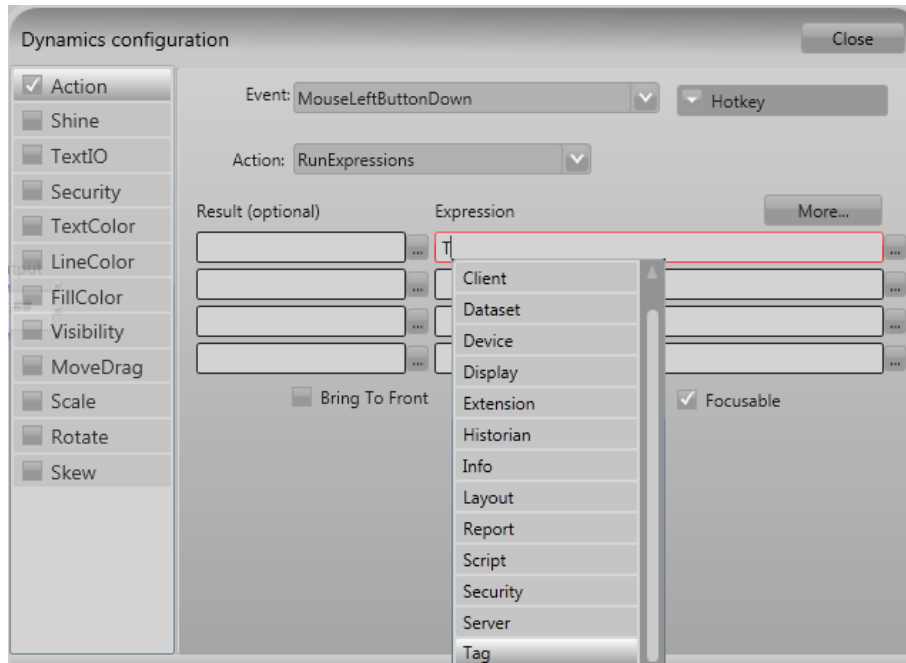 Dynamics configuration
Close
Action
Shine
TextIO
Security
TextColor
LineColor
FillColor
Visibility
MoveDrag
Scale
Rotate
Skew
Event: MouseLeftButtonDown
Hotkey
Action: RunExpressions
Result (optional) Expression More...
... T ...
Client
... ...
Dataset
... Device ...
Display
... ...
Bring To Front Extension Focusable
Historian
Info
Layout
Report
Script
Security
Server
Tag